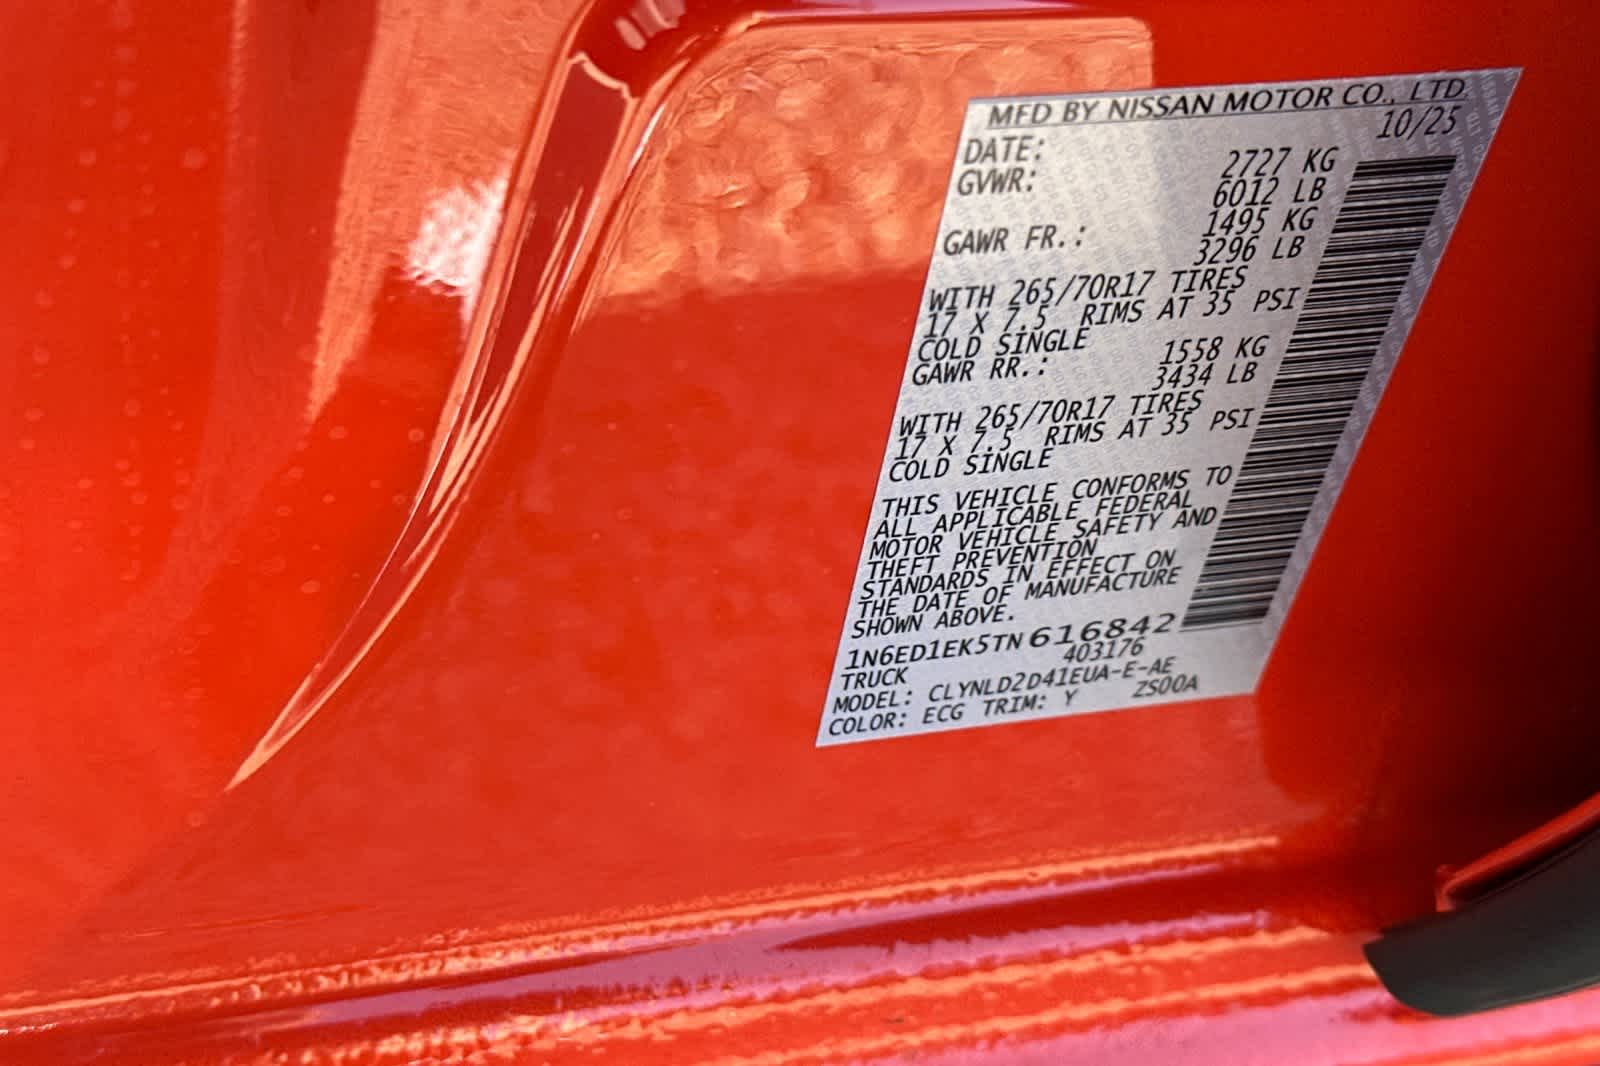 MFD BY NISSAN MOTOR CO., LTD.
DATE: 10/25
GVWR: 2727 KG
6012 LB
GAWR FR.: 1495 KG
3296 LB
WITH 265/70R17 TIRES
17 X 7.5 RIMS AT 35 PSI
COLD SINGLE
GAWR RR.: 1558 KG
3434 LB
WITH 265/70R17 TIRES
17 X 7.5 RIMS AT 35 PSI
COLD SINGLE
THIS VEHICLE CONFORMS TO
ALL APPLICABLE FEDERAL
MOTOR VEHICLE SAFETY AND
THEFT PREVENTION
STANDARDS IN EFFECT ON
THE DATE OF MANUFACTURE
SHOWN ABOVE.
1N6ED1EK5TN616842
TRUCK 403176
MODEL: CLYNLD2D41EUA-E-AE
COLOR: ECG TRIM: Y ZS00A